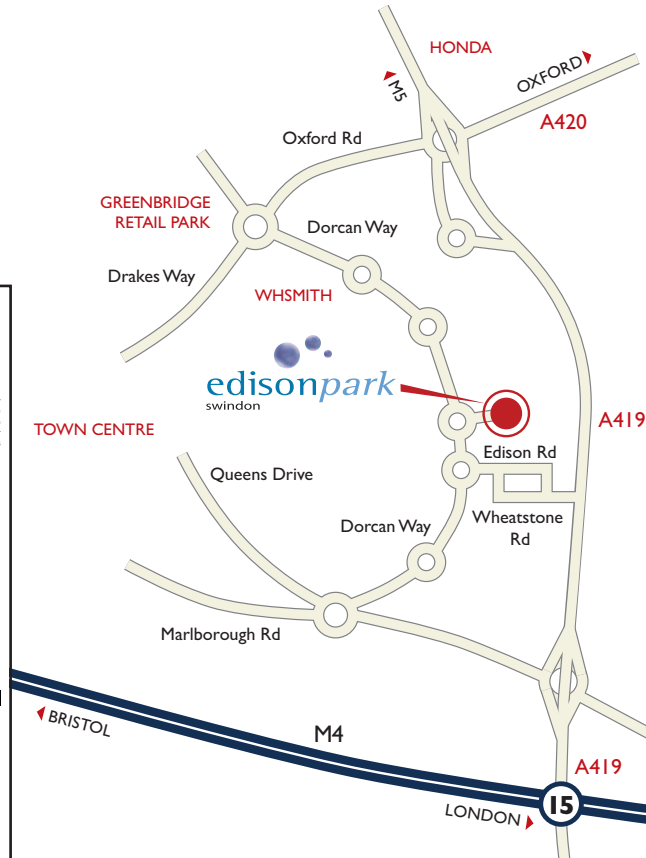 HONDA
OXFORD
M5
A420
Oxford Rd
GREENBRIDGE
RETAIL PARK
Dorcan Way
Drakes Way
WHSMITH
edisonpark
swindon
A419
TOWN CENTRE
Edison Rd
Queens Drive
Wheatstone
Rd
Dorcan Way
Marlborough Rd
BRISTOL
M4
A419
LONDON
15